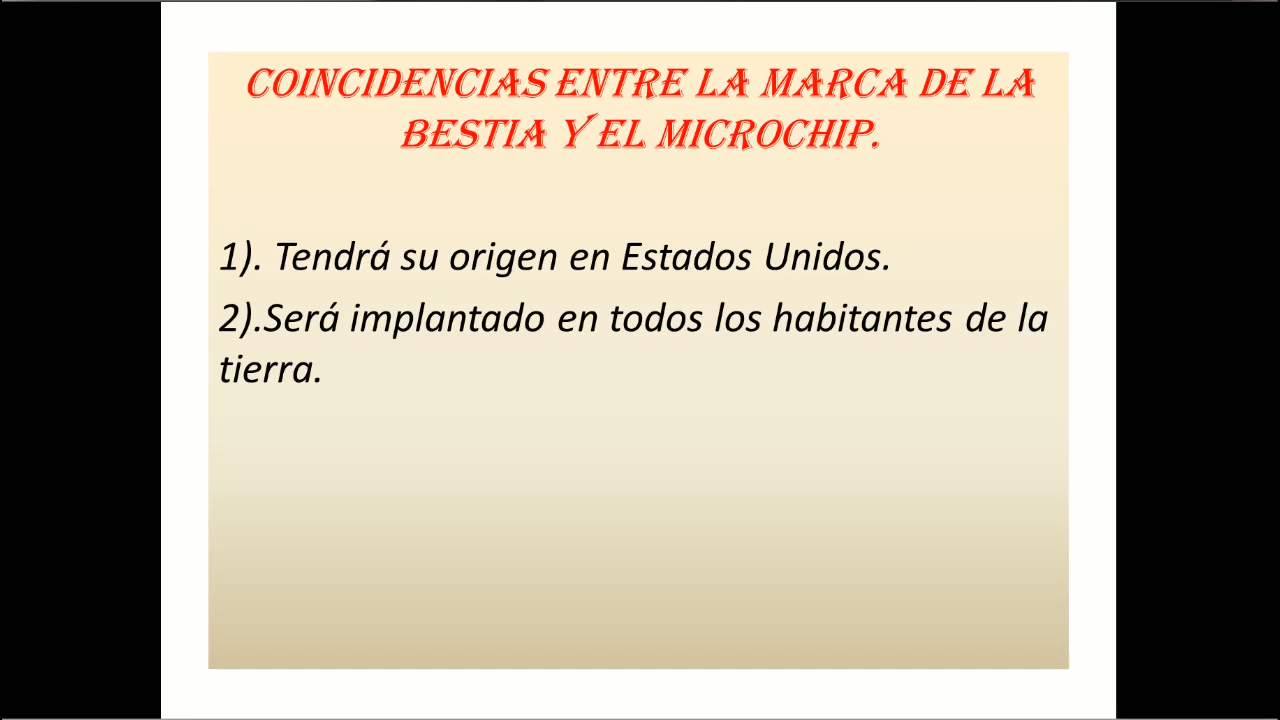 COINCIDENCIAS ENTRE LA MARCA DE LA
BESTIA Y EL MICROCHIP.
1). Tendrá su origen en Estados Unidos.
2).Será implantado en todos los habitantes de la
tierra.